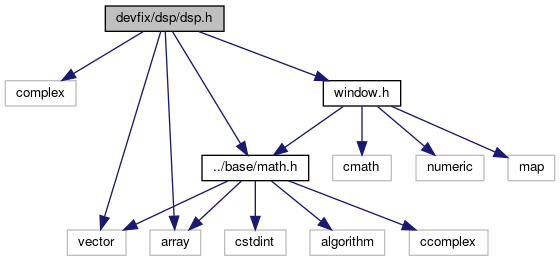 devfix/dsp/dsp.h
complex
window.h
../base/math.h
cmath
numeric
map
vector
array
cstdint
algorithm
ccomplex